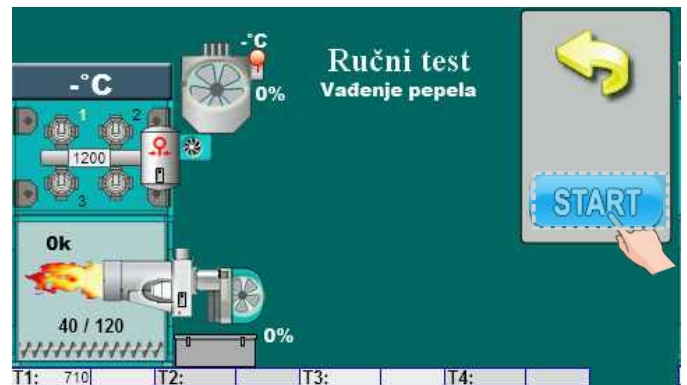 -°C
Ručni test
-°C
0%
Vađenje pepela
1
2
1200
3
START
0k
40 / 120
0%
T1: 710
T2:
T3:
T4: